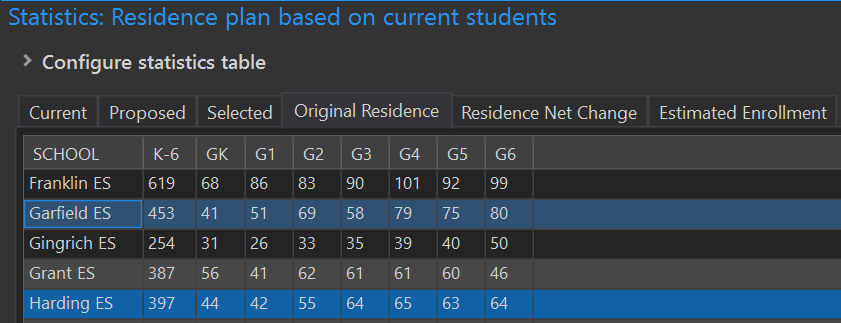 Statistics: Residence plan based on current students
Configure statistics table
Current Proposed Selected Original Residence Residence Net Change Estimated Enrollment
SCHOOL K-6 GK G1 G2 G3 G4 G5 G6
Franklin ES 619 68 86 83 90 101 92 99
Garfield ES 453 41 51 69 58 79 75 80
Gingrich ES 254 31 26 33 35 39 40 50
Grant ES 387 56 41 62 61 61 60 46
Harding ES 397 44 42 55 64 65 63 64